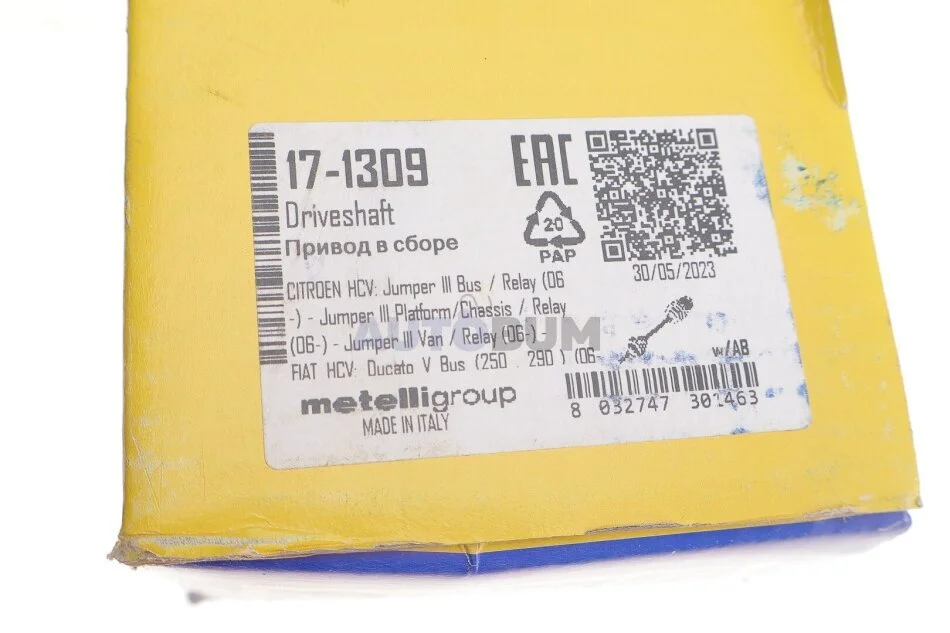 17-1309
EAC
Driveshaft
Привод в сборе
20
PAP
30/05/2023
CITROEN HCV: Jumper III Bus / Relay (06
-) - Jumper III Platform/Chassis / Relay
(06-) - Jumper III Van / Relay (06-) -
FIAT HCV: Ducato V Bus (250 , 290 ) (06-
AUTODUM
w/AB
metelligroup
MADE IN ITALY
8 032747 301463